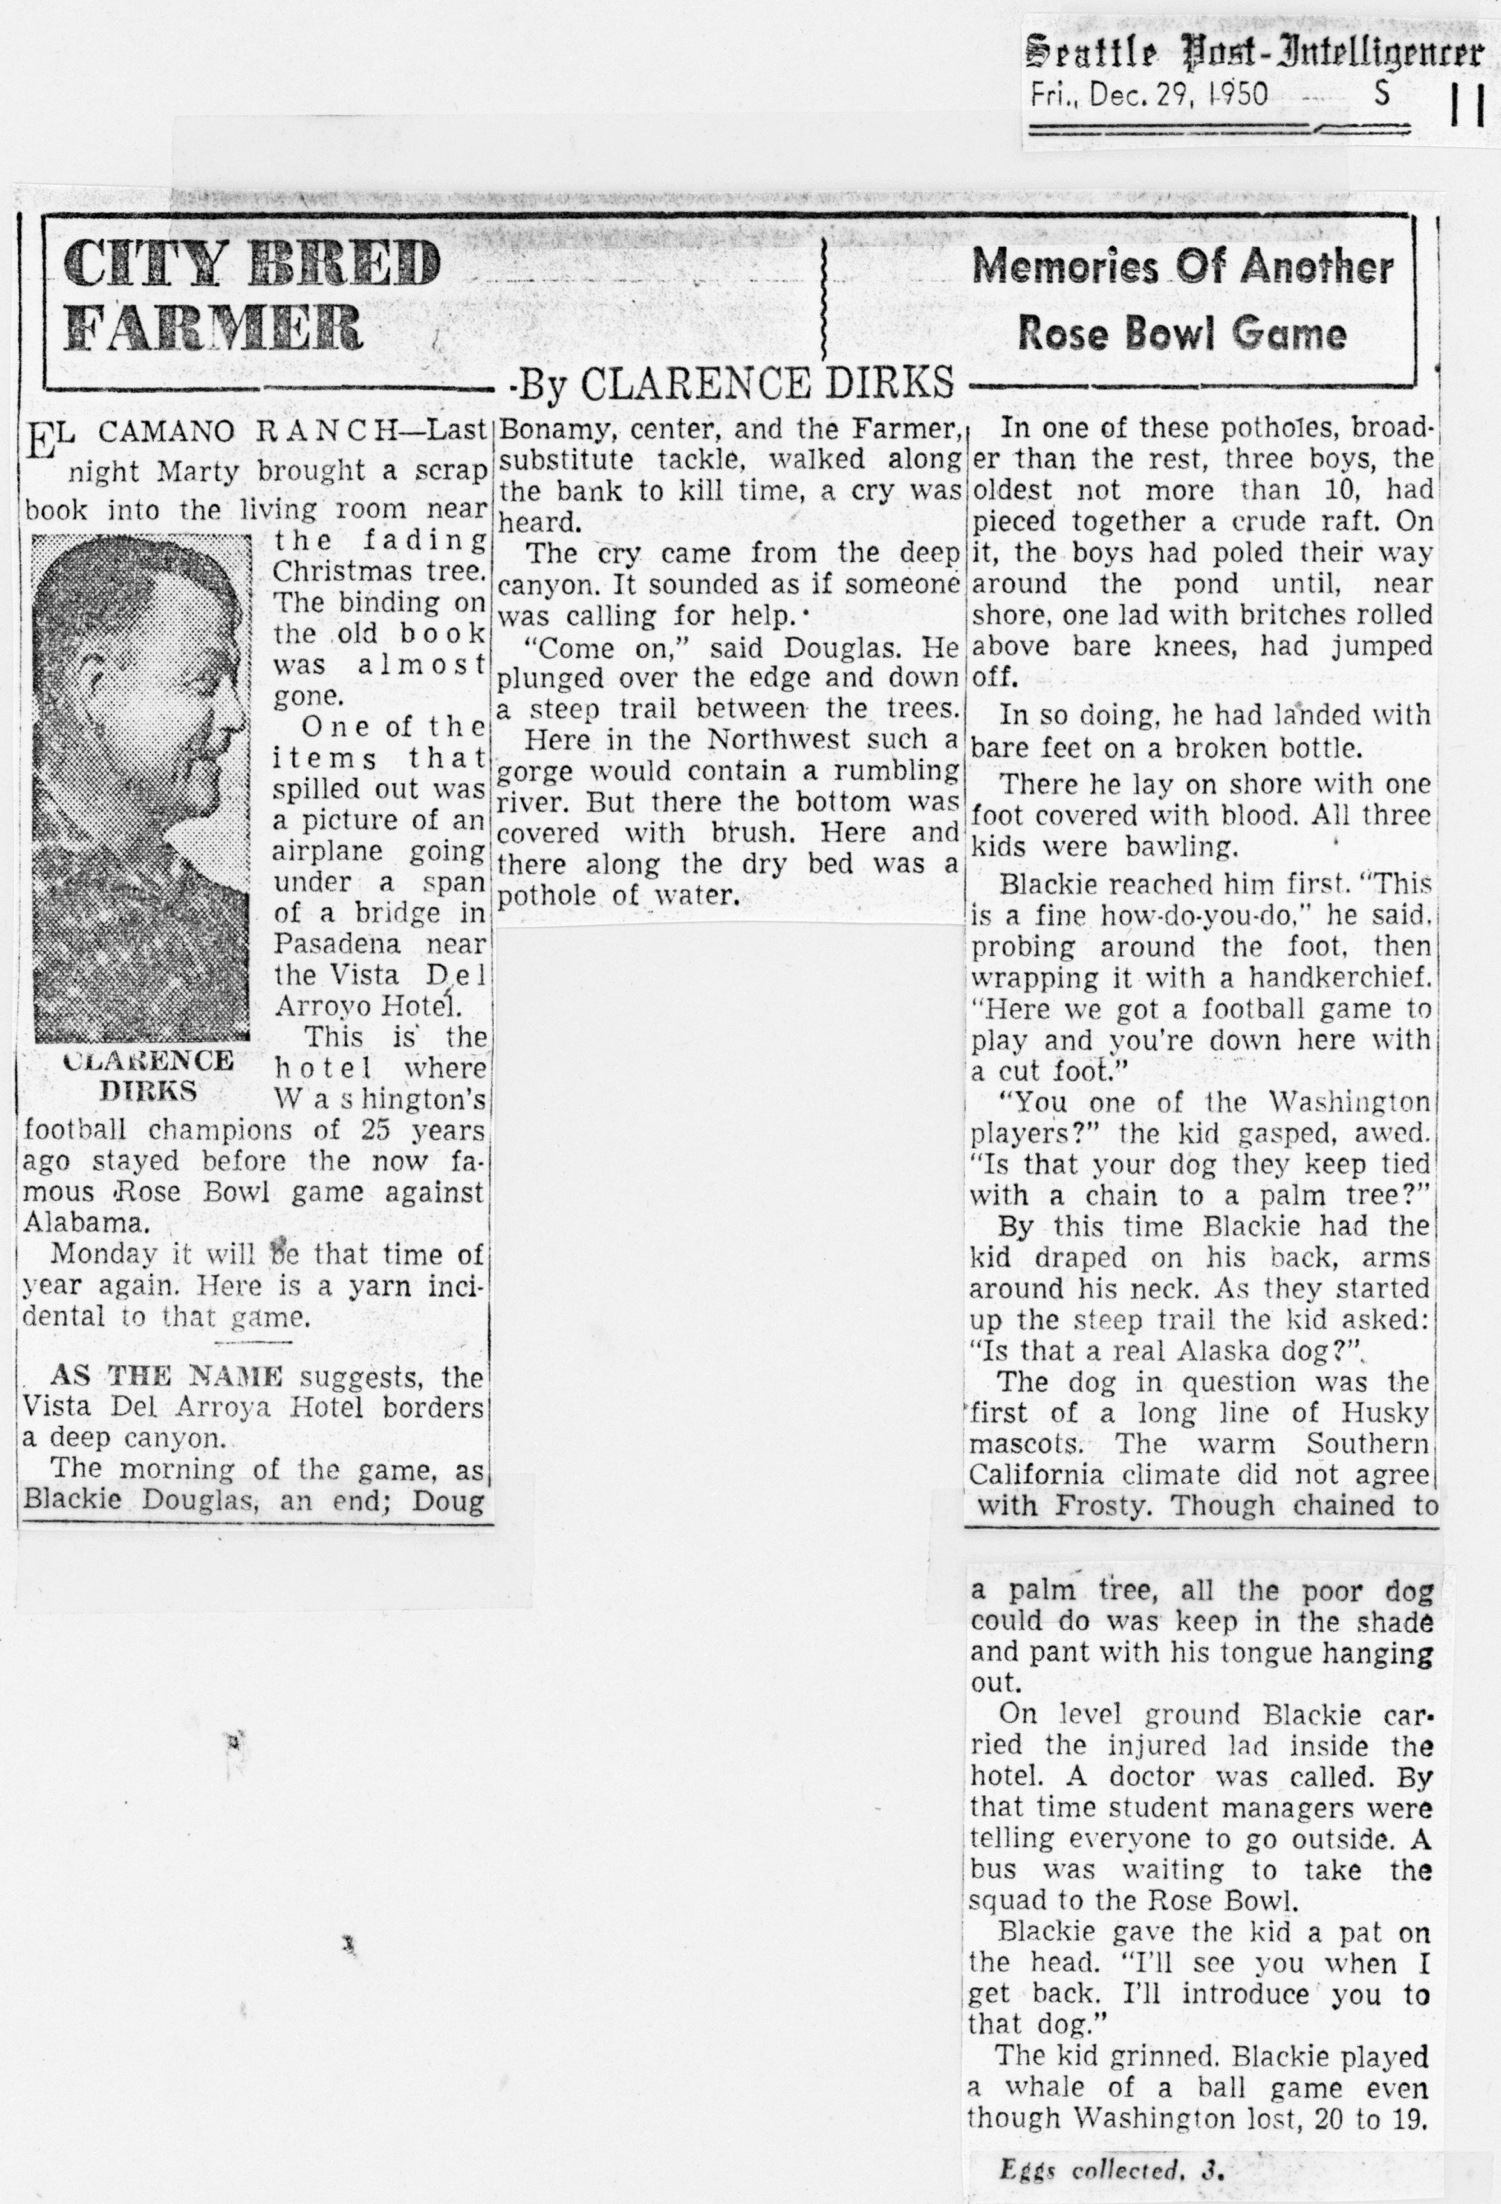 Seattle Post-Intelligencer
Fri., Dec. 29, 1950 S 11
CITY BRED
FARMER
Memories Of Another
Rose Bowl Game
-By CLARENCE DIRKS
EL CAMANO RANCH—Last
night Marty brought a scrap
book into the living room near
the fading
Christmas tree.
The binding on
the old book
was almost
gone.
One of the
items that
spilled out was
a picture of an
airplane going
under a span
of a bridge in
Pasadena near
the Vista Del
Arroyo Hotel.
This is the
hotel where
Washington's
CLARENCE
DIRKS
football champions of 25 years
ago stayed before the now fa-
mous Rose Bowl game against
Alabama.
Monday it will be that time of
year again. Here is a yarn inci-
dental to that game.
AS THE NAME suggests, the
Vista Del Arroya Hotel borders
a deep canyon.
The morning of the game, as
Blackie Douglas, an end; Doug
Bonamy, center, and the Farmer,
substitute tackle, walked along
the bank to kill time, a cry was
heard.
The cry came from the deep
canyon. It sounded as if someone
was calling for help.
"Come on," said Douglas. He
plunged over the edge and down
a steep trail between the trees.
Here in the Northwest such a
gorge would contain a rumbling
river. But there the bottom was
covered with brush. Here and
there along the dry bed was a
pothole of water.
In one of these potholes, broad-
er than the rest, three boys, the
oldest not more than 10, had
pieced together a crude raft. On
it, the boys had poled their way
around the pond until, near
shore, one lad with britches rolled
above bare knees, had jumped
off.
In so doing, he had landed with
bare feet on a broken bottle.
There he lay on shore with one
foot covered with blood. All three
kids were bawling.
Blackie reached him first. "This
is a fine how-do-you-do," he said,
probing around the foot, then
wrapping it with a handkerchief.
"Here we got a football game to
play and you're down here with
a cut foot."
"You one of the Washington
players?" the kid gasped, awed.
"Is that your dog they keep tied
with a chain to a palm tree?"
By this time Blackie had the
kid draped on his back, arms
around his neck. As they started
up the steep trail the kid asked:
"Is that a real Alaska dog?"
The dog in question was the
first of a long line of Husky
mascots. The warm Southern
California climate did not agree
with Frosty. Though chained to
a palm tree, all the poor dog
could do was keep in the shade
and pant with his tongue hanging
out.
On level ground Blackie car-
ried the injured lad inside the
hotel. A doctor was called. By
that time student managers were
telling everyone to go outside. A
bus was waiting to take the
squad to the Rose Bowl.
Blackie gave the kid a pat on
the head. "I'll see you when I
get back. I'll introduce you to
that dog."
The kid grinned. Blackie played
a whale of a ball game even
though Washington lost, 20 to 19.
Eggs collected, 3.